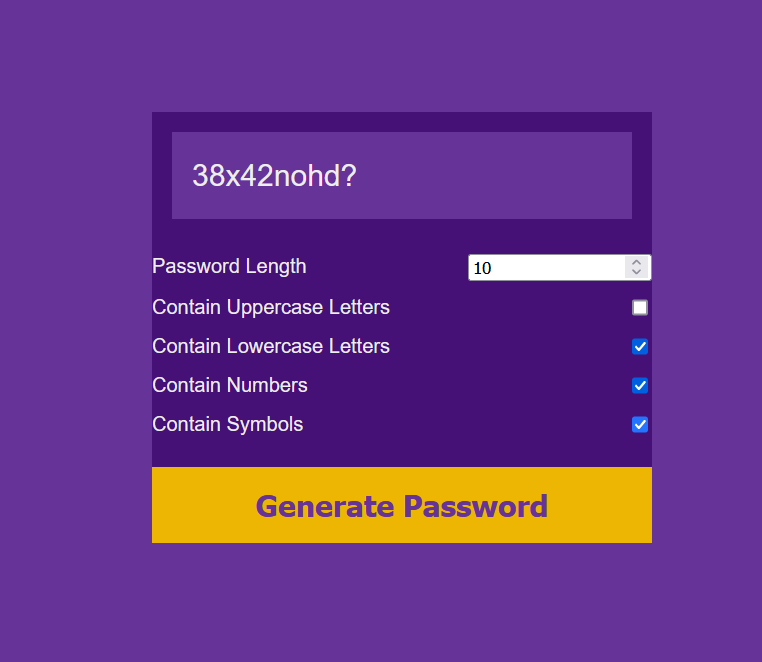 38x42nohd?
Password Length 10
Contain Uppercase Letters
Contain Lowercase Letters
Contain Numbers
Contain Symbols
Generate Password